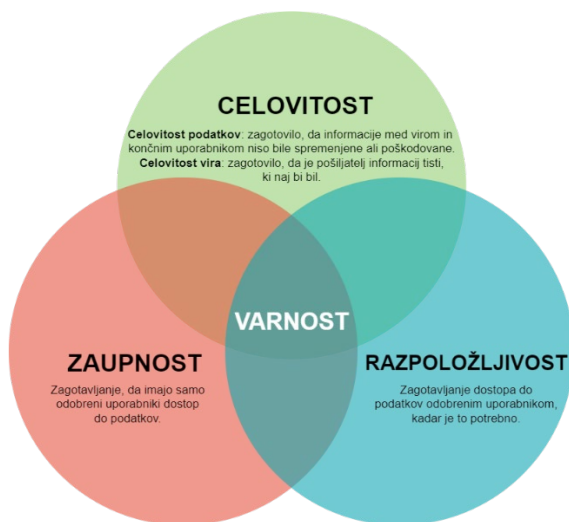 CELOVITOST
Celovitost podatkov: zagotovilo, da informacije med virom in
končnim uporabnikom niso bile spremenjene ali poškodovane.
Celovitost vira: zagotovilo, da je pošiljatelj informacij tisti,
ki naj bi bil.
VARNOST
ZAUPNOST
Zagotavljanje, da imajo samo
odobreni uporabniki dostop
do podatkov.
RAZPOLOŽLJIVOST
Zagotavljanje dostopa do
podatkov odobrenim uporabnikom,
kadar je to potrebno.